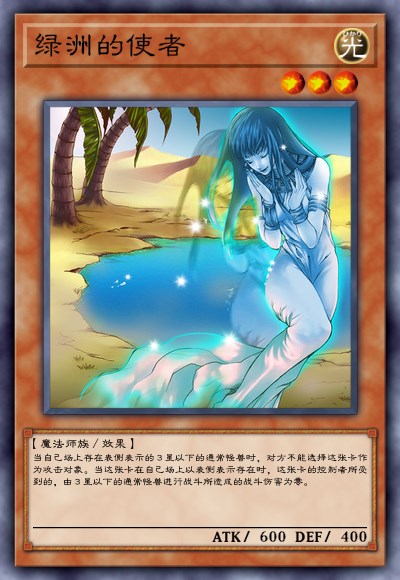 绿洲的使者
ひかり
光
【魔法师族/效果】
当自己场上存在表侧表示的3星以下的通常怪兽时，对方不能选择这张卡作
为攻击对象。当这张卡在自己场上以表侧表示存在时，这张卡的控制者所受
到的，由3星以下的通常怪兽进行战斗所造成的战斗伤害为零。
ATK/ 600 DEF/ 400